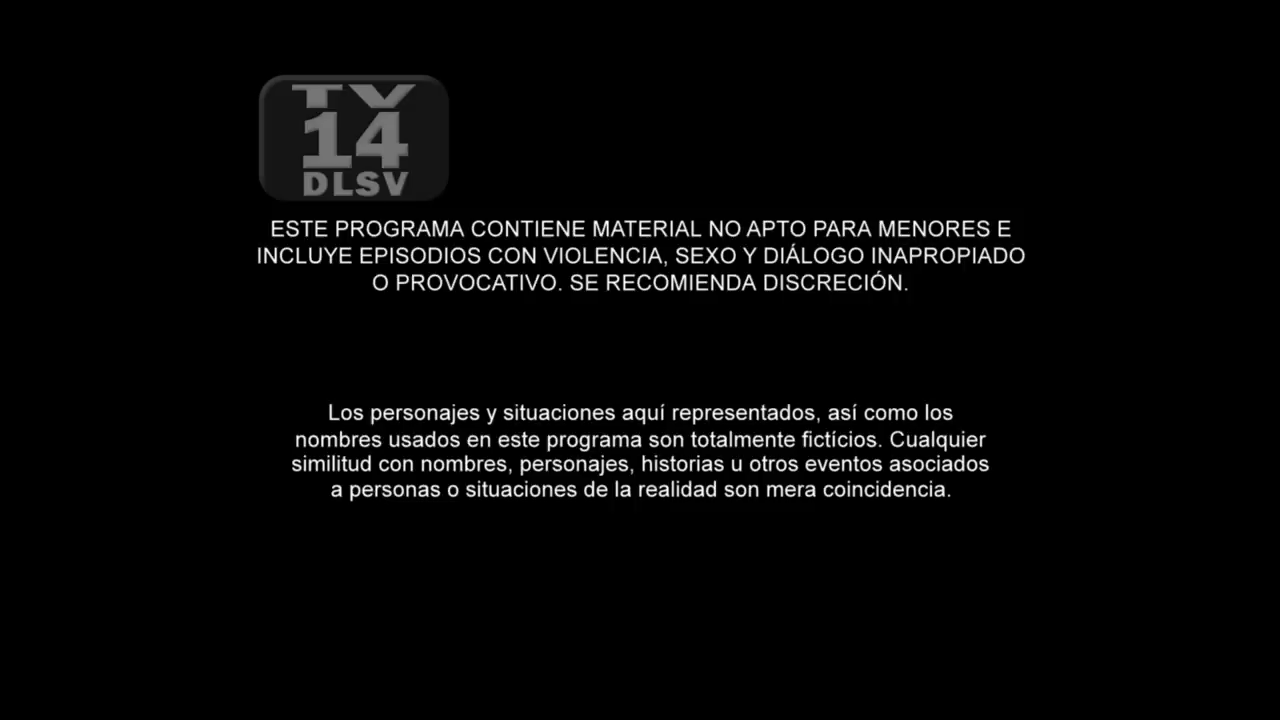 TV
14
DLSV
ESTE PROGRAMA CONTIENE MATERIAL NO APTO PARA MENORES E
INCLUYE EPISODIOS CON VIOLENCIA, SEXO Y DIÁLOGO INAPROPIADO
O PROVOCATIVO. SE RECOMIENDA DISCRECIÓN.
Los personajes y situaciones aquí representados, así como los
nombres usados en este programa son totalmente fictícios. Cualquier
similitud con nombres, personajes, historias u otros eventos asociados
a personas o situaciones de la realidad son mera coincidencia.